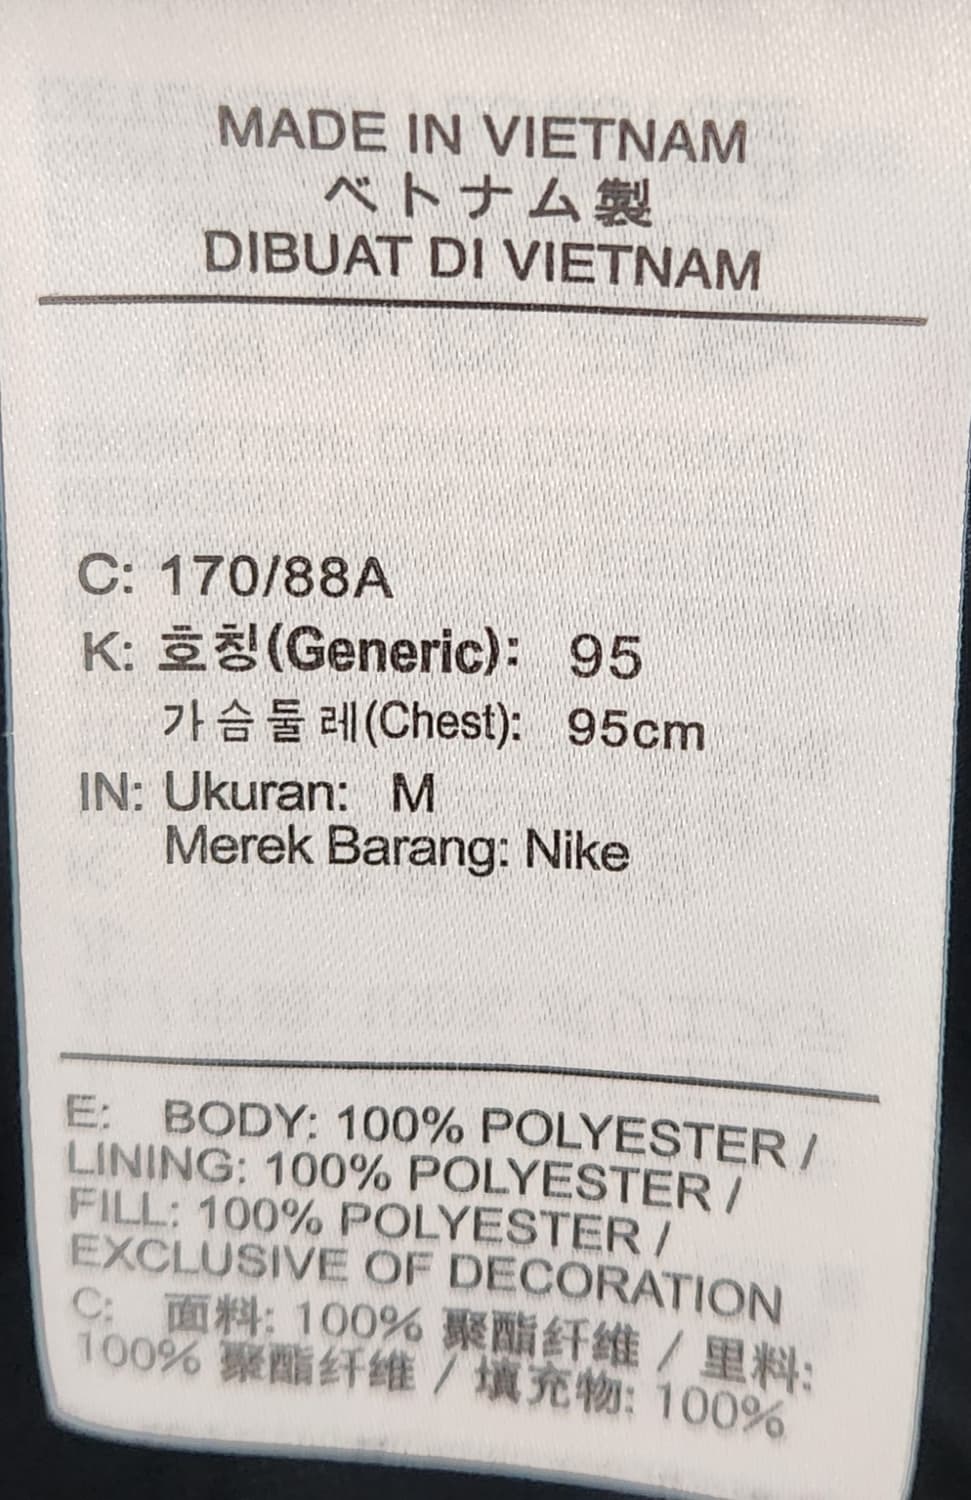 MADE IN VIETNAM
ベトナム製
DIBUAT DI VIETNAM
C: 170/88A
K: 호칭(Generic): 95
가슴둘레(Chest): 95cm
IN: Ukuran: M
Merek Barang: Nike
E: BODY: 100% POLYESTER /
LINING: 100% POLYESTER /
FILL: 100% POLYESTER /
EXCLUSIVE OF DECORATION
C: 面料: 100% 聚酯纤维 / 里料:
100% 聚酯纤维 / 填充物: 100%